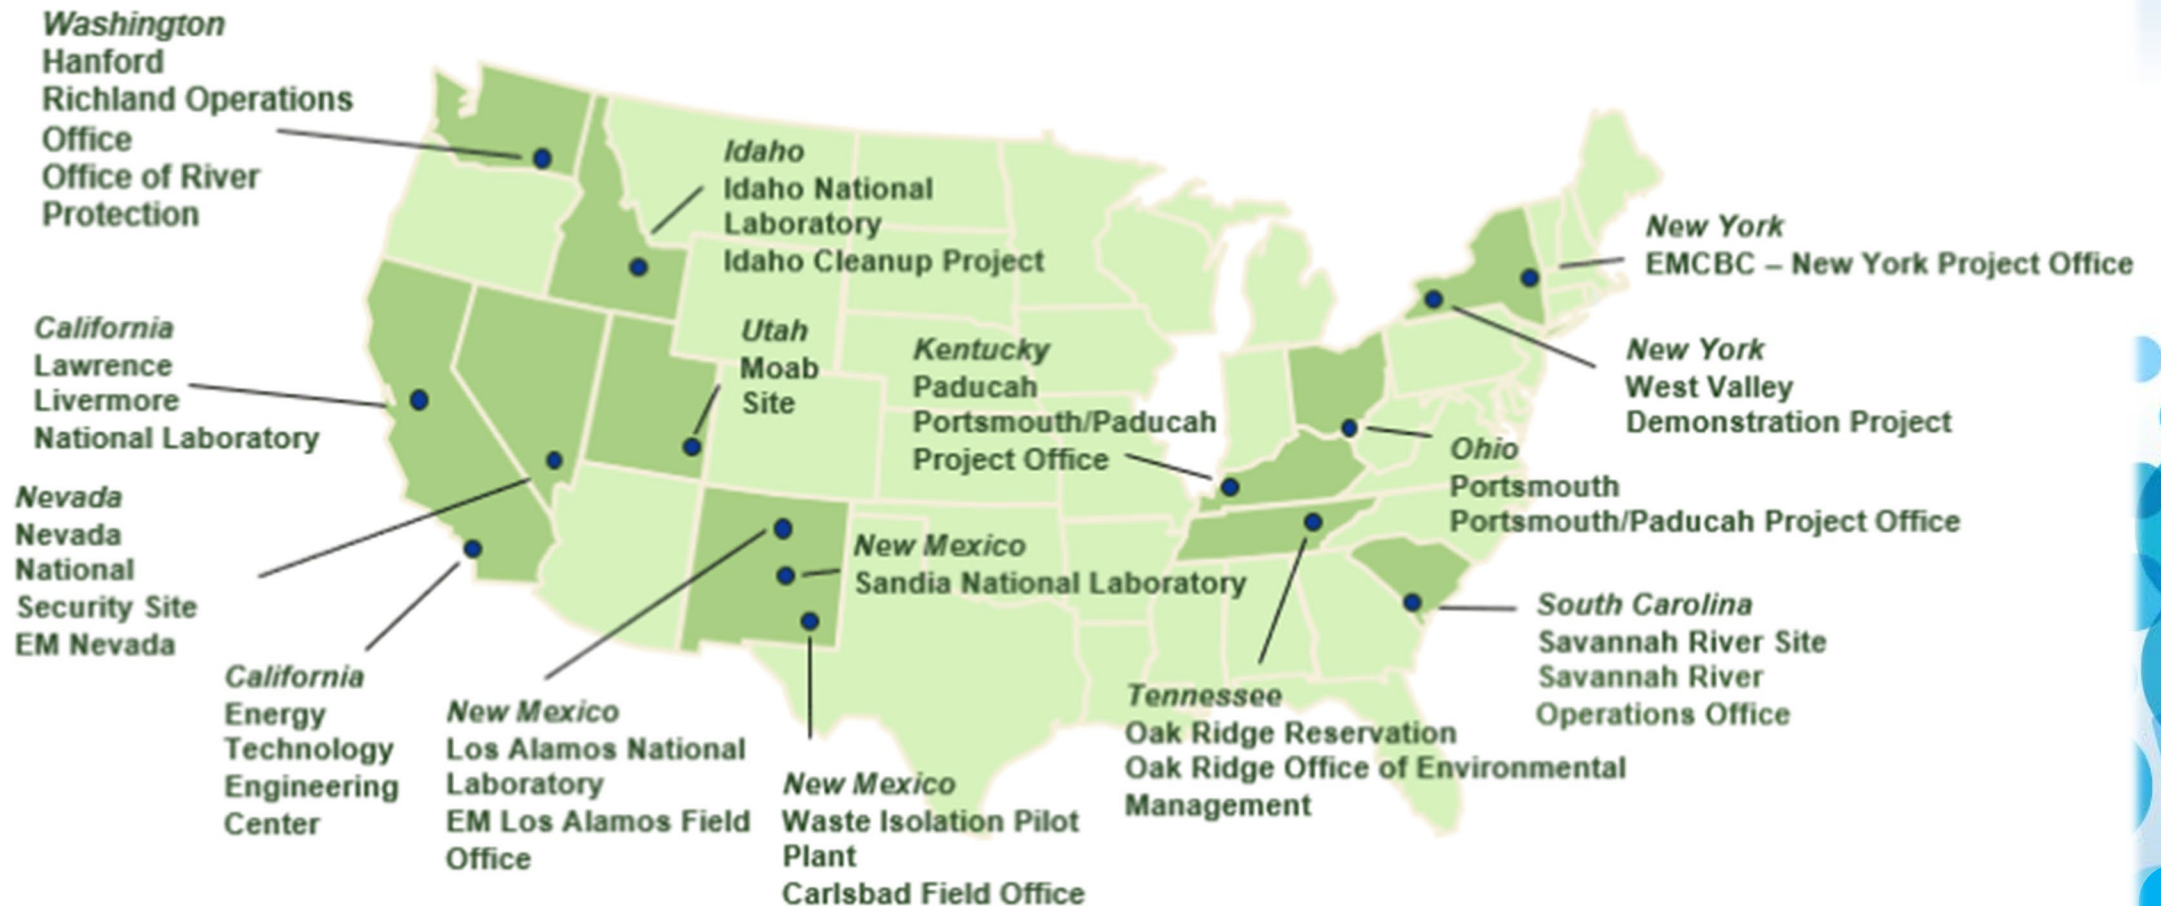 Washington
Hanford
Richland Operations
Office
Office of River
Protection
Idaho
Idaho National
Laboratory
Idaho Cleanup Project
New York
EMCBC – New York Project Office
California
Lawrence
Livermore
National Laboratory
Utah
Moab
Site
Kentucky
Paducah
Portsmouth/Paducah
Project Office
New York
West Valley
Demonstration Project
Ohio
Portsmouth
Portsmouth/Paducah Project Office
Nevada
Nevada
National
Security Site
EM Nevada
New Mexico
Sandia National Laboratory
South Carolina
Savannah River Site
Savannah River
Operations Office
California
Energy
Technology
Engineering
Center
New Mexico
Los Alamos National
Laboratory
EM Los Alamos Field
Office
New Mexico
Waste Isolation Pilot
Plant
Carlsbad Field Office
Tennessee
Oak Ridge Reservation
Oak Ridge Office of Environmental
Management